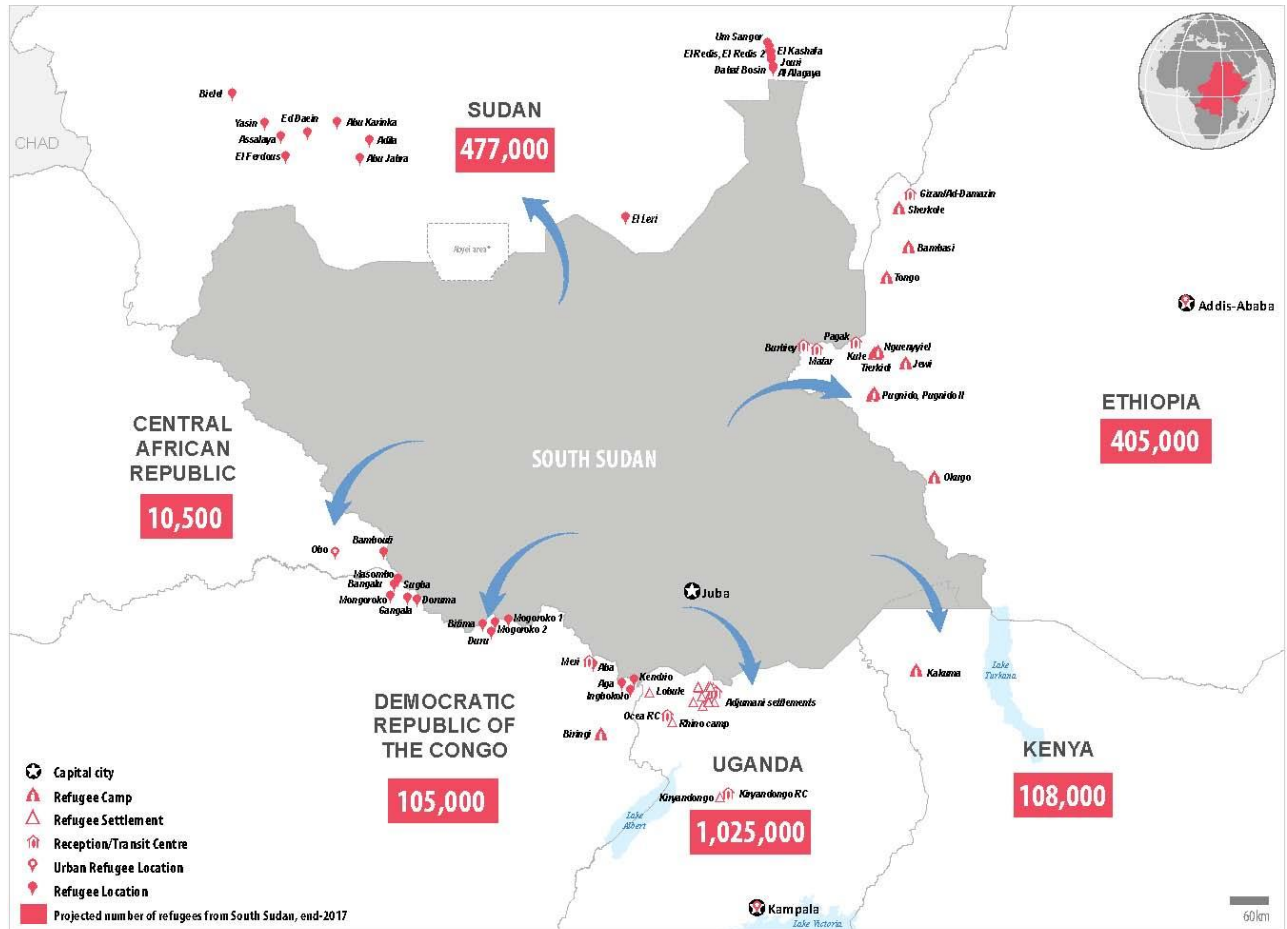 Um Sangor
El Redis, El Redis 2
El Kashafa
Jouri
Dabat Bosin
Al Alagaya
Bielel
Yasin
Ed Daein
Abu Karinka
Assalaya
Adila
El Ferdous
Abu Jabra
CHAD
SUDAN
477,000
El Leri
Abyei area*
Gizan/Ad-Damazin
Sherkole
Bambasi
Tongo
Addis-Ababa
Pagak
Burbiey
Matar
Kule
Nguenyyiel
Tierkidi
Jewi
Pugnido, Pugnido II
ETHIOPIA
405,000
Okugo
CENTRAL
AFRICAN
REPUBLIC
10,500
SOUTH SUDAN
Obo
Bambouti
Masombo
Bangalu
Sugba
Mongoroko
Doruma
Gangala
Bitima
Mogoroko 1
Mogoroko 2
Duru
Juba
Meri
Aba
Kendrio
Aga
Ingbokolo
Lobule
Adjumani settlements
Ocea RC
Rhino camp
Biringi
Kakuma
Lake
Turkana
DEMOCRATIC
REPUBLIC OF
THE CONGO
105,000
UGANDA
Kiryandongo
Kiryandongo RC
1,025,000
KENYA
108,000
Lake
Albert
Kampala
Lake Victoria
Capital city
Refugee Camp
Refugee Settlement
Reception/Transit Centre
Urban Refugee Location
Refugee Location
Projected number of refugees from South Sudan, end-2017
60km